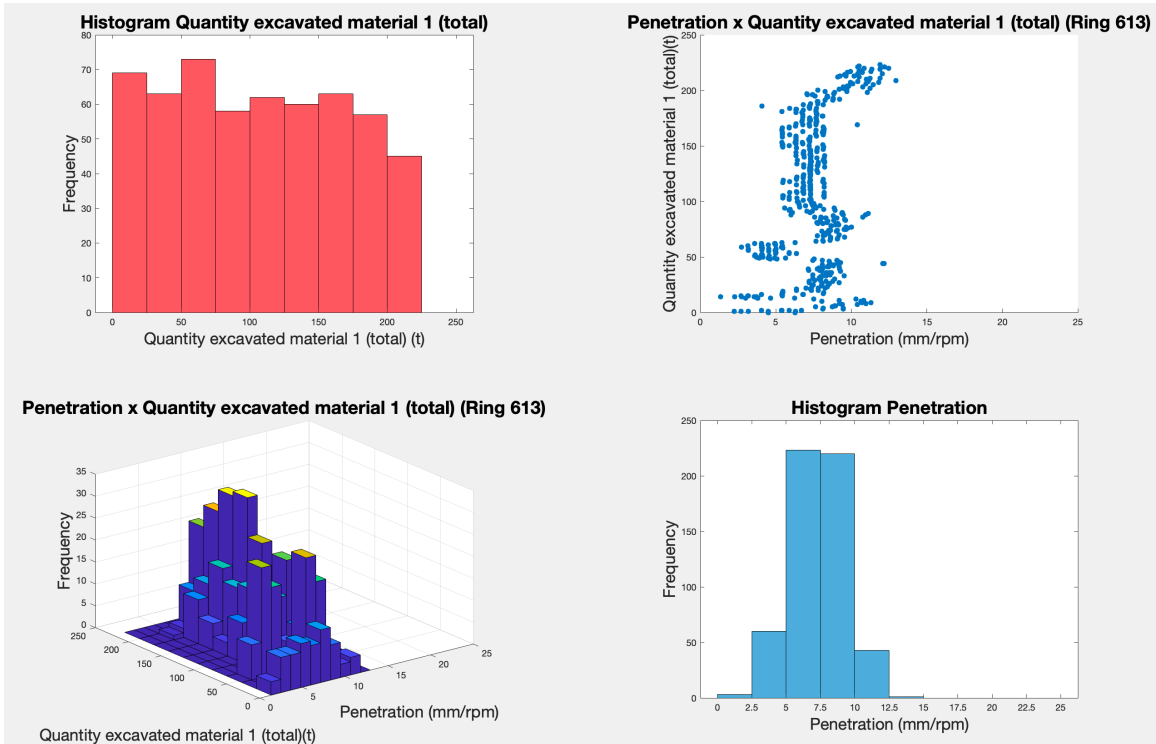 Histogram Quantity excavated material 1 (total)
80
70
60
50
40
30
20
10
0
Frequency
0 50 100 150 200 250
Quantity excavated material 1 (total) (t)
Penetration x Quantity excavated material 1 (total) (Ring 613)
250
200
150
100
50
0
Quantity excavated material 1 (total)(t)
0 5 10 15 20 25
Penetration (mm/rpm)
Penetration x Quantity excavated material 1 (total) (Ring 613)
35
30
25
20
15
10
5
0
Frequency
250
200
150
100
50
0
0
5
10
15
20
25
Penetration (mm/rpm)
Quantity excavated material 1 (total)(t)
Histogram Penetration
250
200
150
100
50
0
Frequency
0 2.5 5 7.5 10 12.5 15 17.5 20 22.5 25
Penetration (mm/rpm)